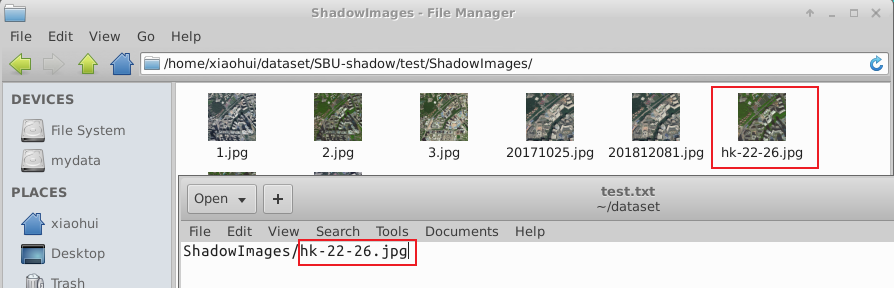 ShadowImages - File Manager
File Edit View Go Help
/home/xiaohui/dataset/SBU-shadow/test/ShadowImages/
DEVICES
File System
mydata
PLACES
xiaohui
Desktop
Trash
1.jpg 2.jpg 3.jpg 20171025.jpg 201812081.jpg hk-22-26.jpg
Open + test.txt
~/dataset
File Edit View Search Tools Documents Help
ShadowImages/hk-22-26.jpg